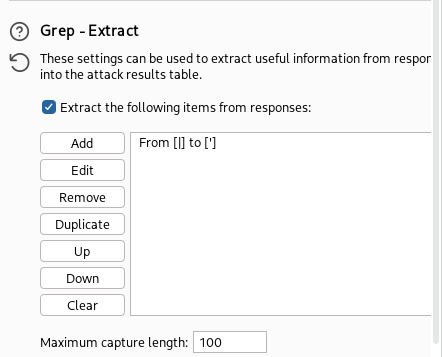 Grep - Extract
These settings can be used to extract useful information from respor
into the attack results table.
Extract the following items from responses:
Add
From [|] to [']
Edit
Remove
Duplicate
Up
Down
Clear
Maximum capture length: 100